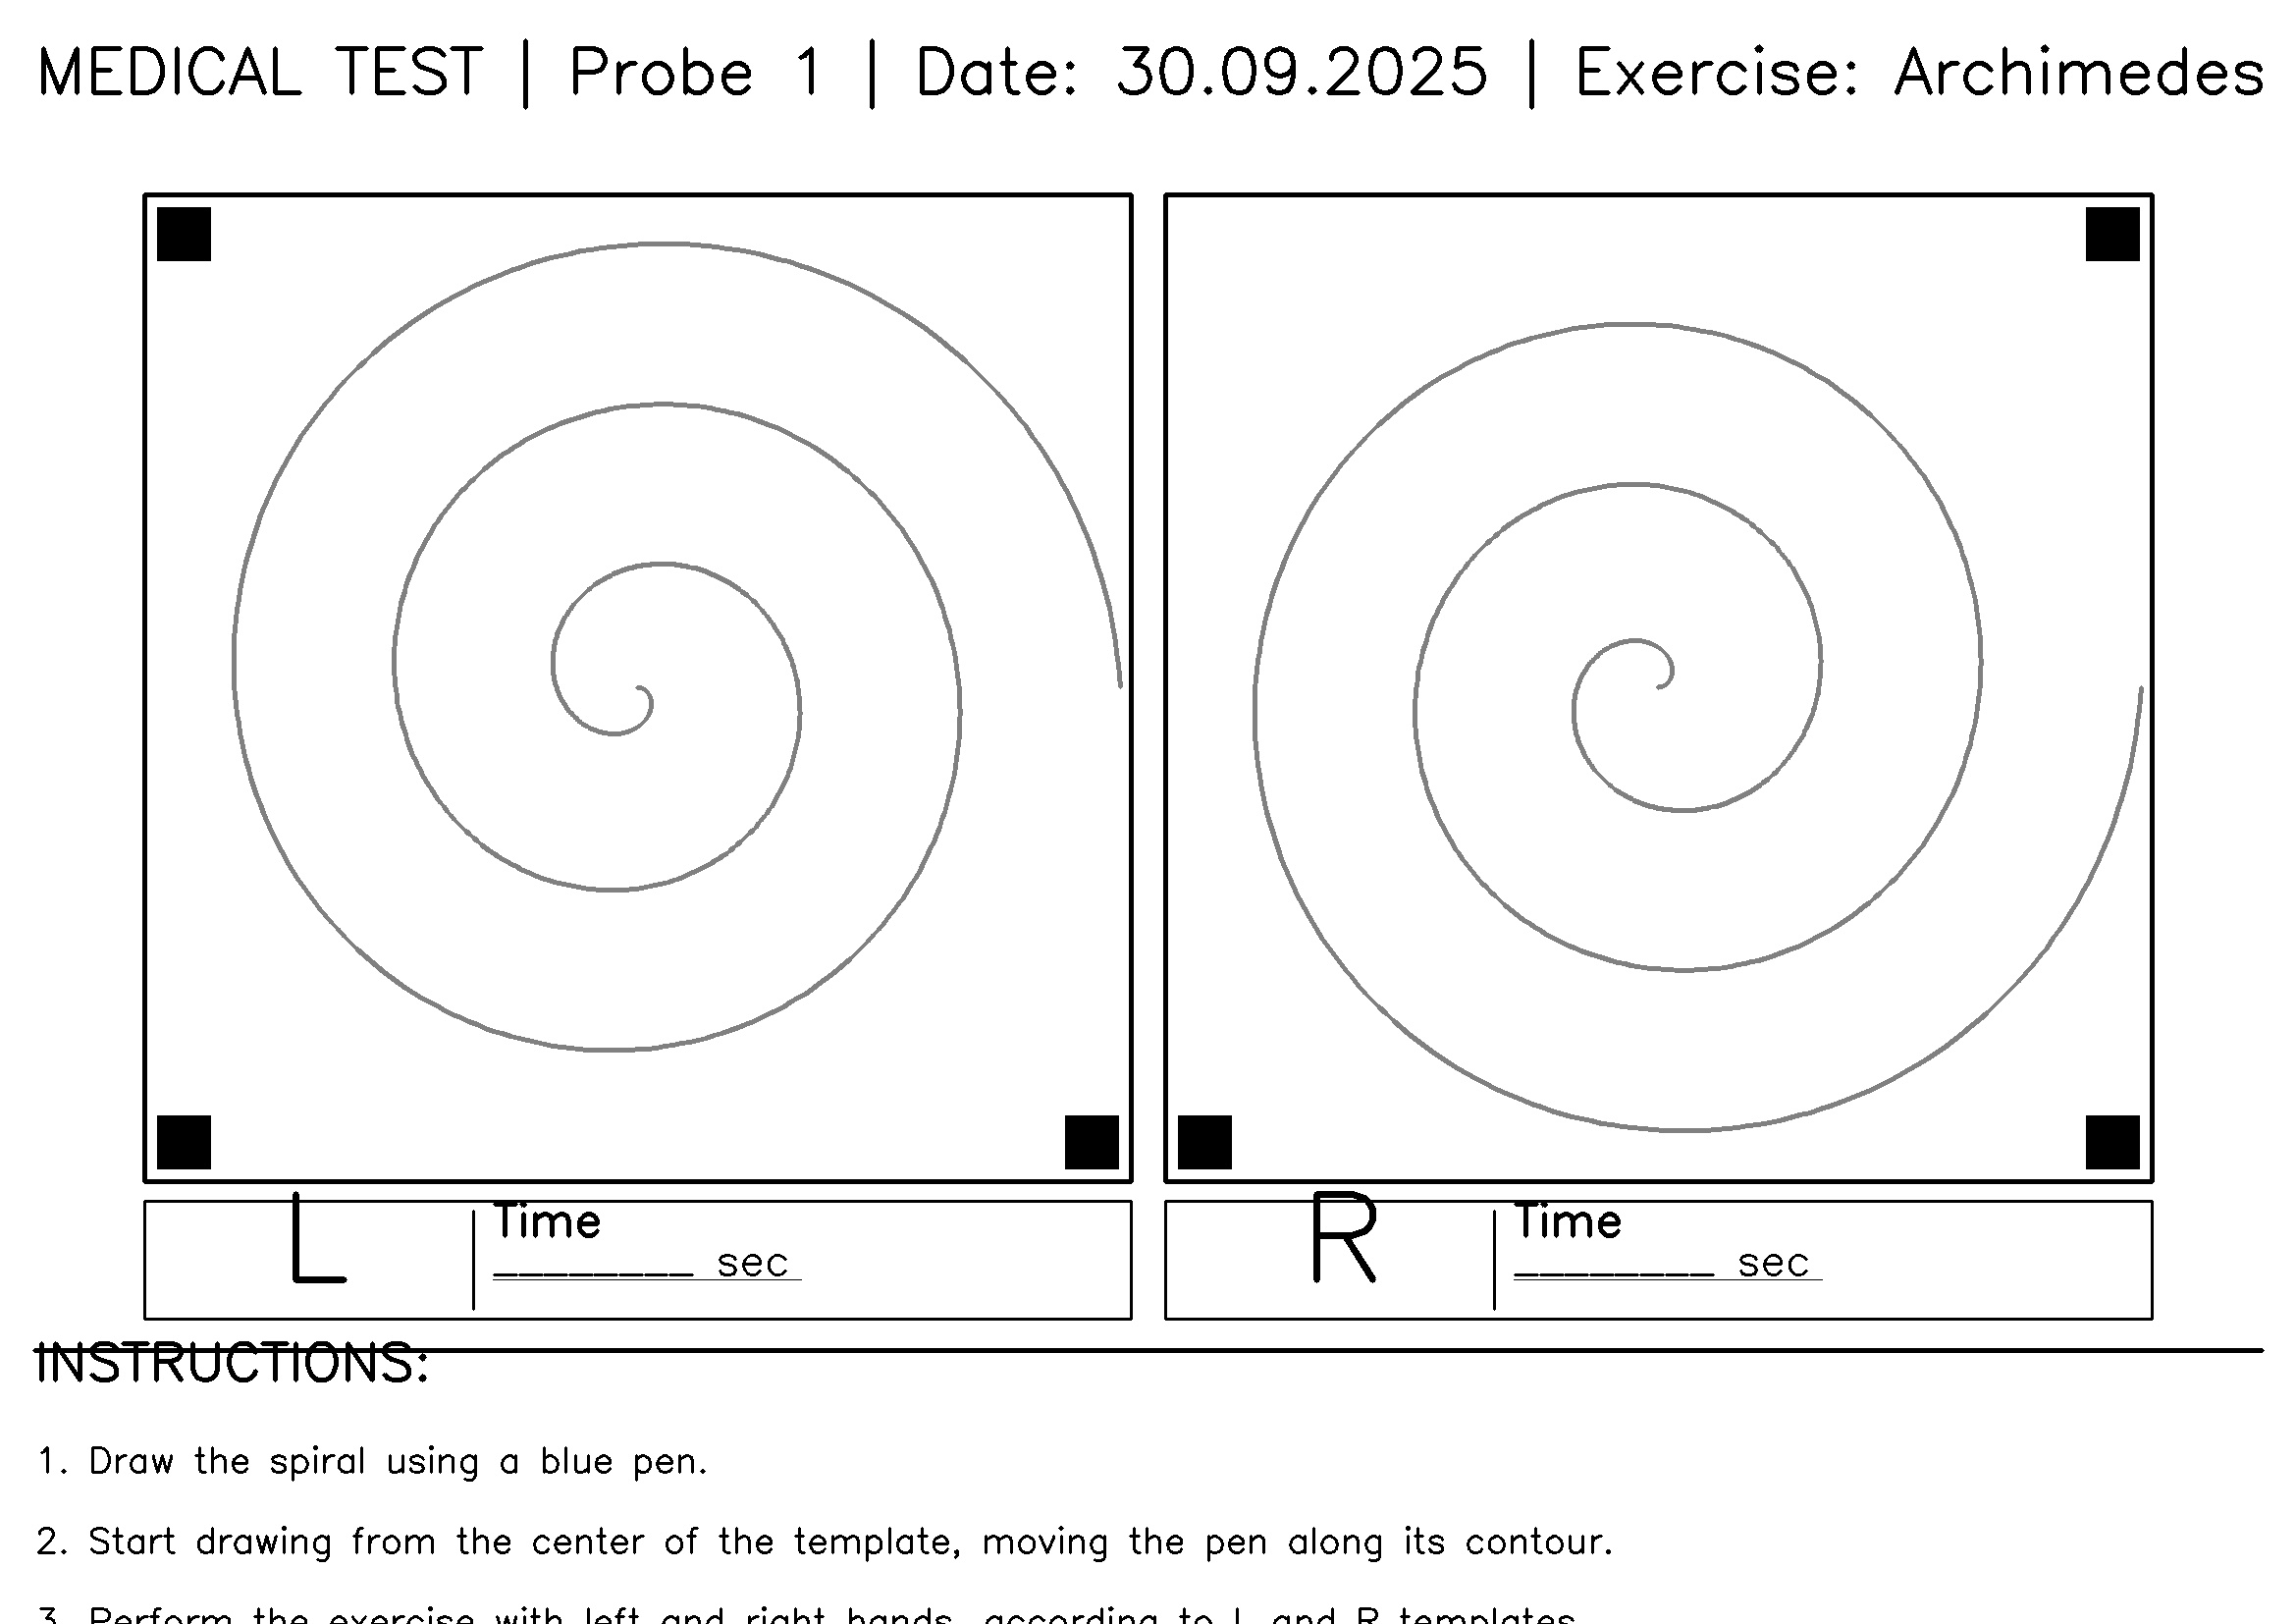 MEDICAL TEST | Probe 1 | Date: 30.09.2025 | Exercise: Archimedes
L
Time
________ sec
R
Time
________ sec
INSTRUCTIONS:
1. Draw the spiral using a blue pen.
2. Start drawing from the center of the template, moving the pen along its contour.
3. Perform the exercise with left and right hands, according to L and R templates.